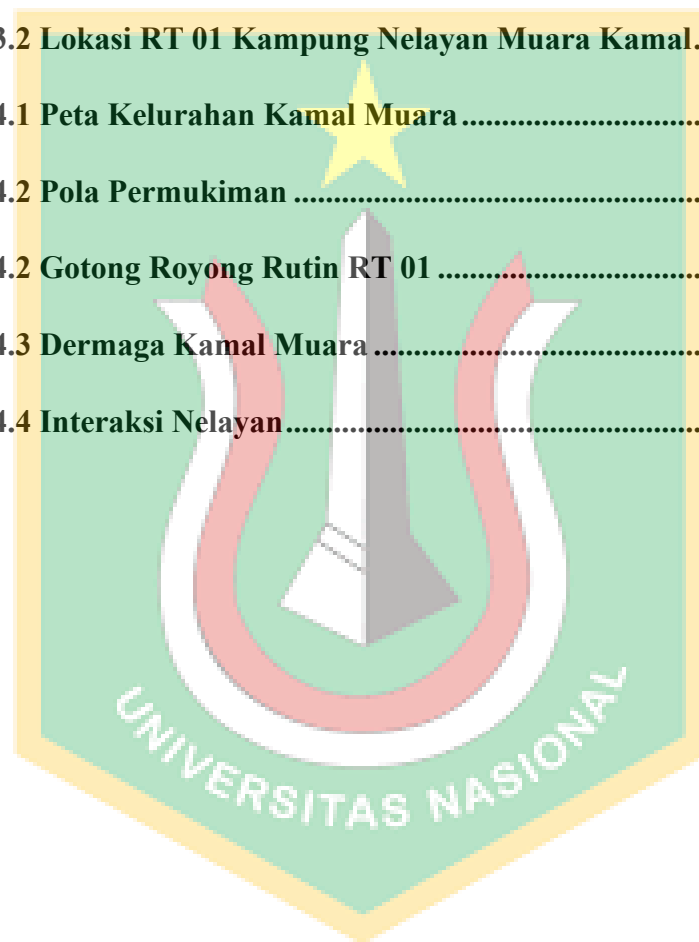 3.2 Lokasi RT 01 Kampung Nelayan Muara Kamal.
4.1 Peta Kelurahan Kamal Muara........................................
4.2 Pola Permukiman ....................................................................
4.2 Gotong Royong Rutin RT 01 ............................................
4.3 Dermaga Kamal Muara .......................................................
4.4 Interaksi Nelayan.....................................................................
UNIVERSITAS NASIONAL